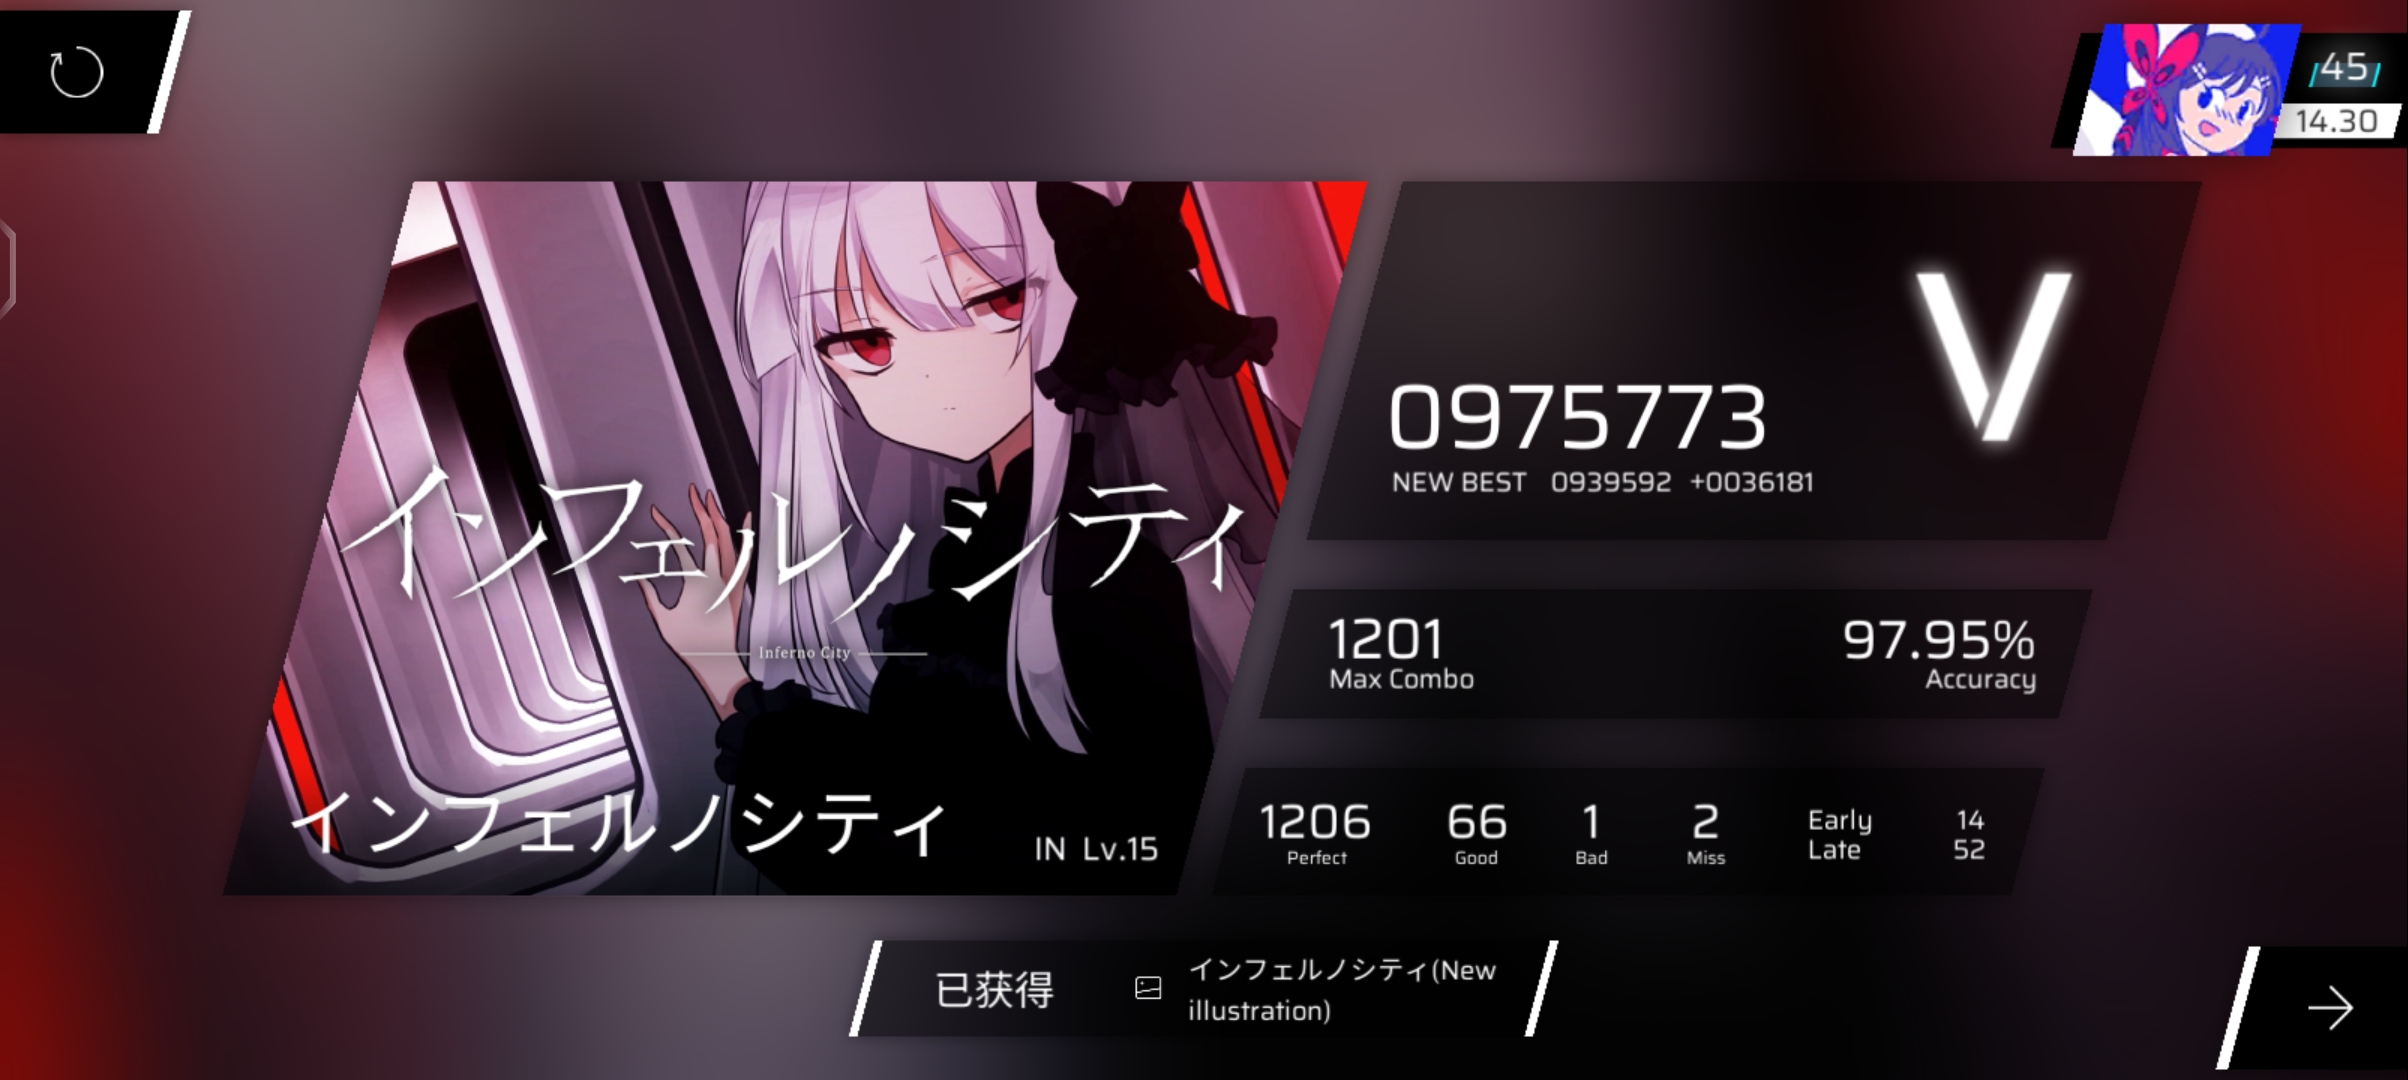 45
14.30
インフェルノシティ
Inferno City
インフェルノシティ
IN Lv.15
V
0975773
NEW BEST 0939592 +0036181
1201
Max Combo
97.95%
Accuracy
1206
Perfect
66
Good
1
Bad
2
Miss
Early 14
Late 52
已获得
インフェルノシティ(New
illustration)